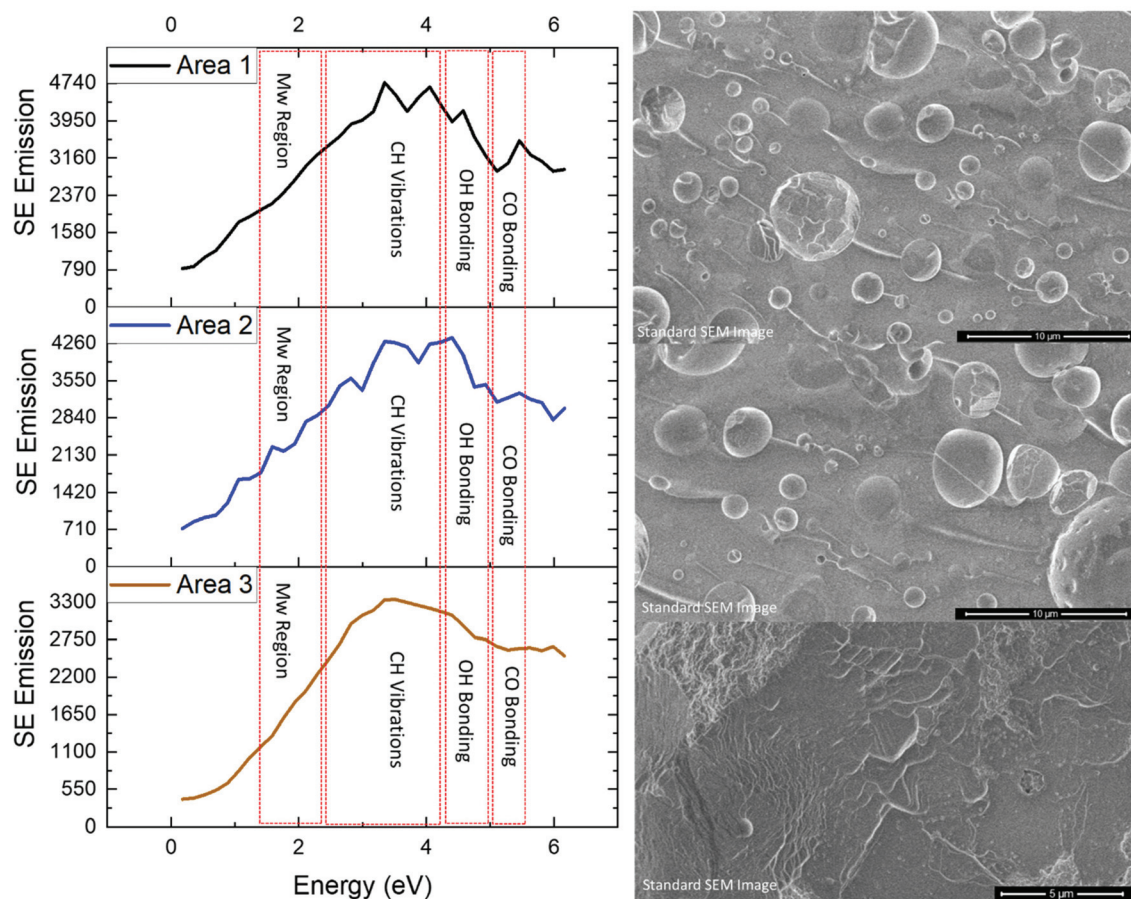 0 2 4 6
Area 1
SE Emission
4740
3950
3160
2370
1580
790
0
Mw Region
CH Vibrations
OH Bonding
CO Bonding
Area 2
SE Emission
4260
3550
2840
2130
1420
710
0
Mw Region
CH Vibrations
OH Bonding
CO Bonding
Area 3
SE Emission
3300
2750
2200
1650
1100
550
0
Mw Region
CH Vibrations
OH Bonding
CO Bonding
0 2 4 6
Energy (eV)
Standard SEM Image
10 µm
Standard SEM Image
10 µm
Standard SEM Image
5 µm